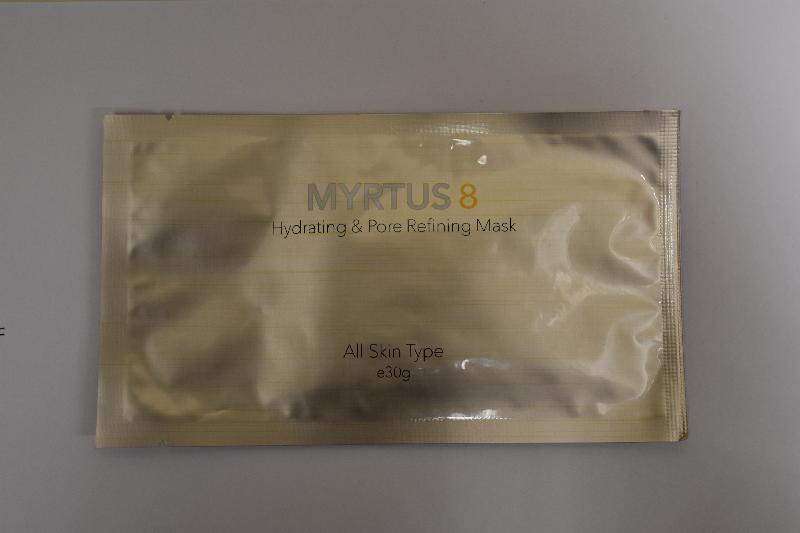 MYRTUS 8
Hydrating & Pore Refining Mask
All Skin Type
e30g